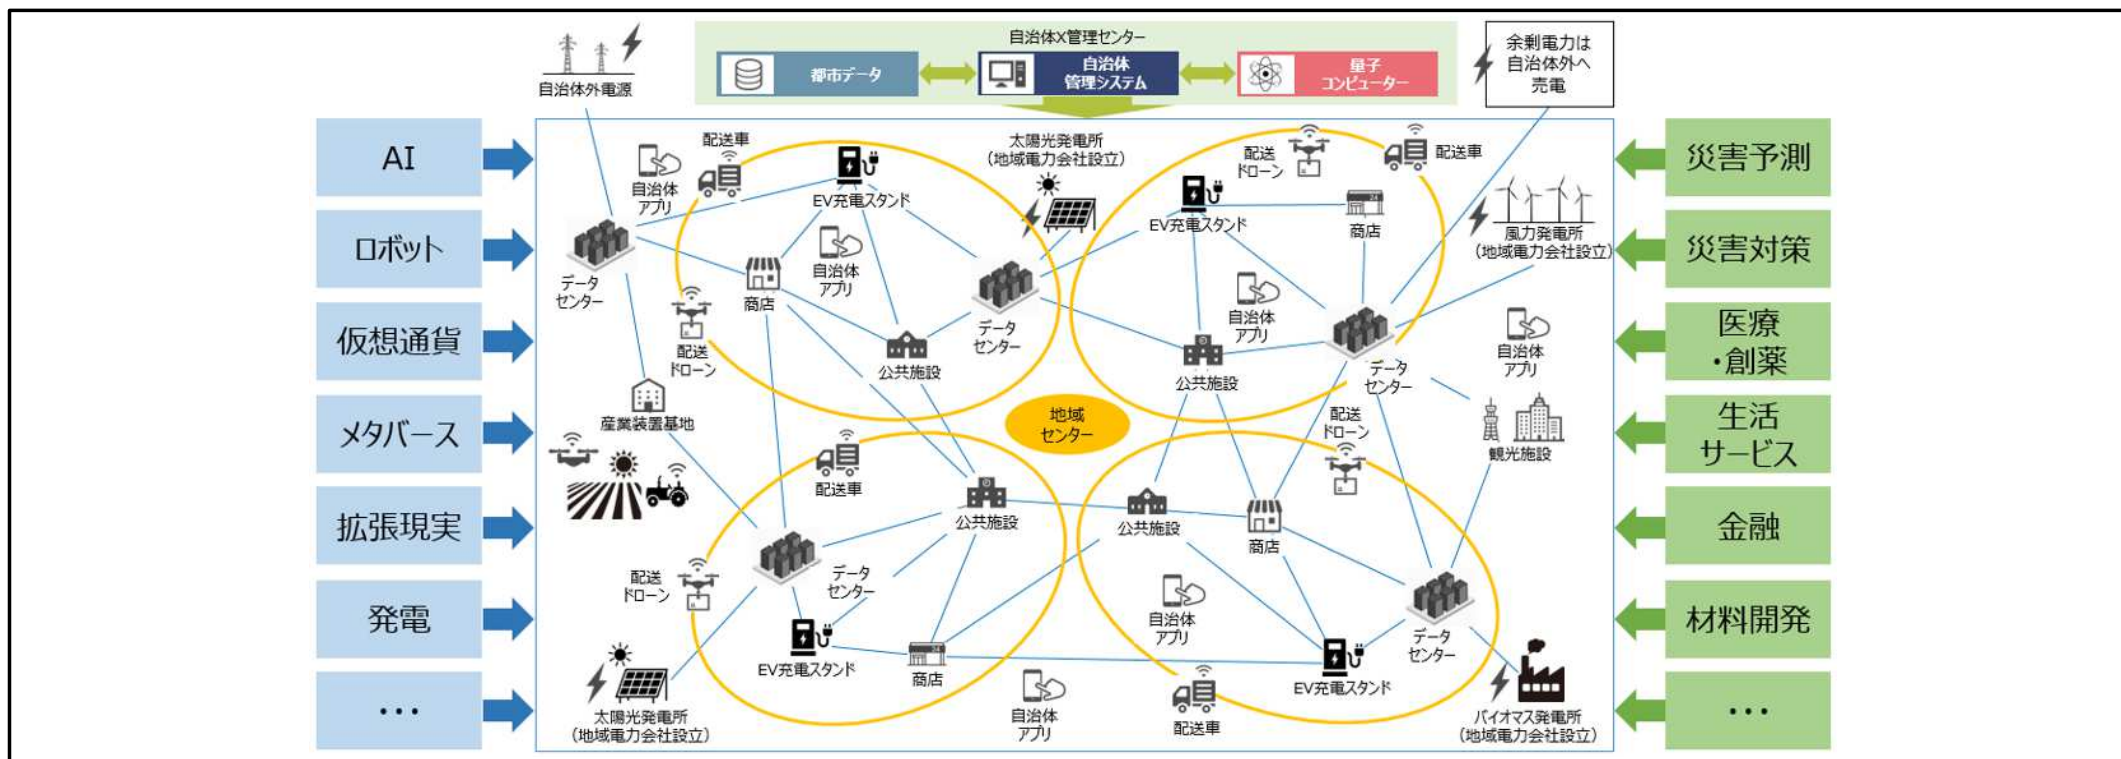 自治体X管理センター
都市データ
自治体
管理システム
量子
コンピューター
自治体外電源
余剰電力は
自治体外へ
売電
AI
ロボット
仮想通貨
メタバース
拡張現実
発電
・・・
配送車
自治体
アプリ
EV充電スタンド
太陽光発電所
(地域電力会社設立)
データ
センター
商店
自治体
アプリ
配送
ドローン
公共施設
データ
センター
配送
ドローン
配送車
EV充電スタンド
商店
風力発電所
(地域電力会社設立)
自治体
アプリ
公共施設
データ
センター
自治体
アプリ
産業装置基地
地域
センター
配送
ドローン
観光施設
配送車
公共施設
データ
センター
配送
ドローン
EV充電スタンド
商店
太陽光発電所
(地域電力会社設立)
自治体
アプリ
公共施設
商店
自治体
アプリ
データ
センター
EV充電スタンド
配送車
バイオマス発電所
(地域電力会社設立)
災害予測
災害対策
医療
・創薬
生活
サービス
金融
材料開発
・・・